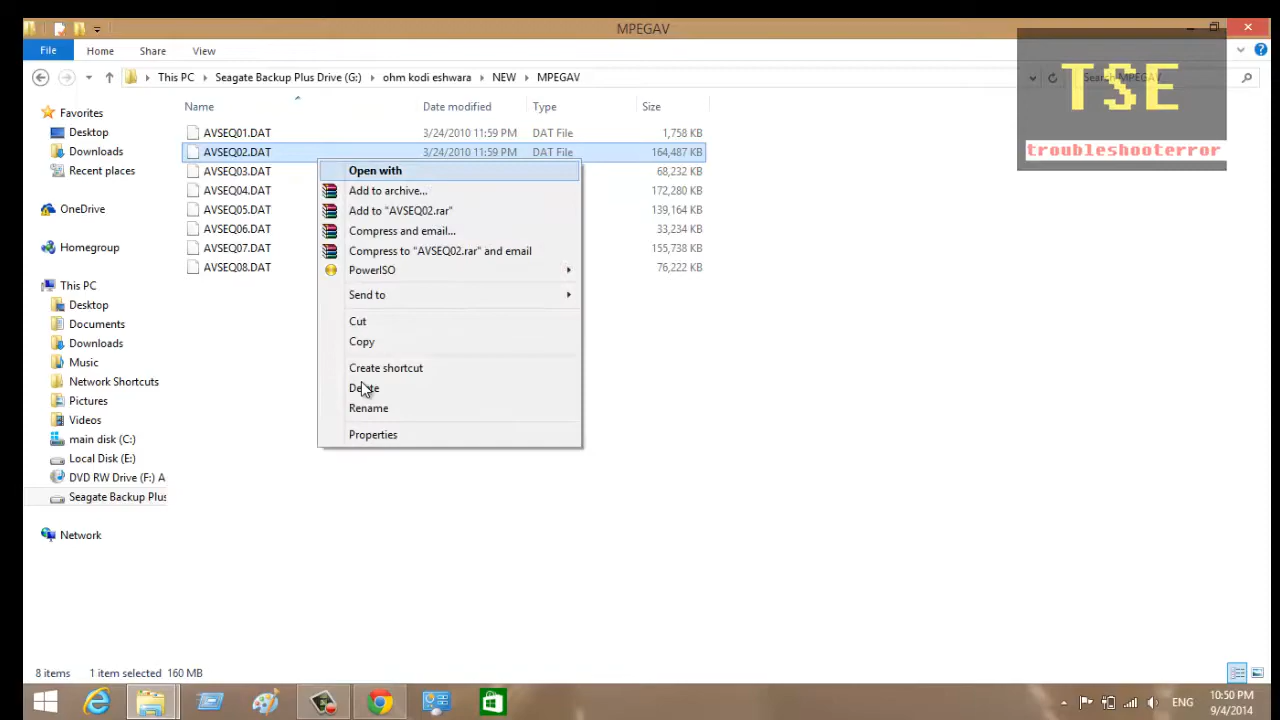 MPEGAV
File Home Share View
This PC Seagate Backup Plus Drive (G:) ohm kodi eshwara NEW MPEGAV Search MPEGAV
TSE
troubleshooterror
Name Date modified Type Size
Favorites
Desktop
Downloads
Recent places
OneDrive
Homegroup
This PC
Desktop
Documents
Downloads
Music
Network Shortcuts
Pictures
Videos
main disk (C:)
Local Disk (E:)
DVD RW Drive (F:) A
Seagate Backup Plus
Network
AVSEQ01.DAT 3/24/2010 11:59 PM DAT File 1,758 KB
AVSEQ02.DAT 3/24/2010 11:59 PM DAT File 164,487 KB
AVSEQ03.DAT 68,232 KB
AVSEQ04.DAT 172,280 KB
AVSEQ05.DAT 139,164 KB
AVSEQ06.DAT 33,234 KB
AVSEQ07.DAT 155,738 KB
AVSEQ08.DAT 76,222 KB
Open with
Add to archive...
Add to "AVSEQ02.rar"
Compress and email...
Compress to "AVSEQ02.rar" and email
PowerISO
Send to
Cut
Copy
Create shortcut
Delete
Rename
Properties
8 items 1 item selected 160 MB
ENG
10:50 PM
9/4/2014